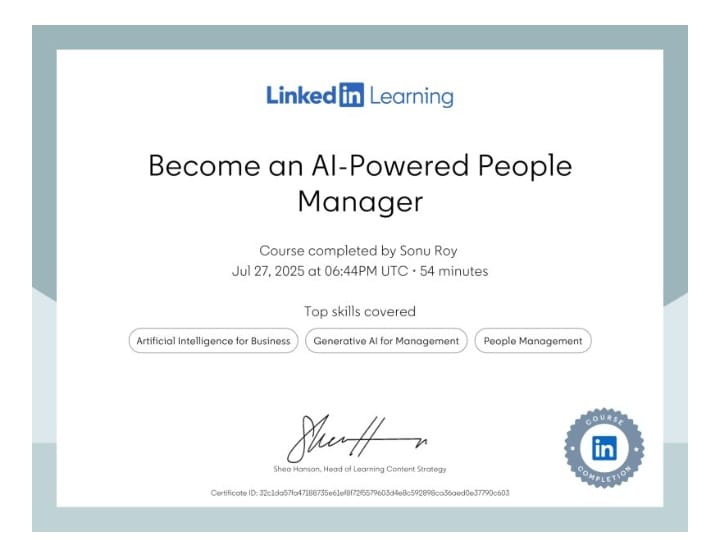 Linked in Learning
Become an AI-Powered People
Manager
Course completed by Sonu Roy
Jul 27, 2025 at 06:44PM UTC • 54 minutes
Top skills covered
Artificial Intelligence for Business Generative AI for Management People Management
Shea Hanson, Head of Learning Content Strategy
COURSE
in
COMPLETION
Certificate ID: